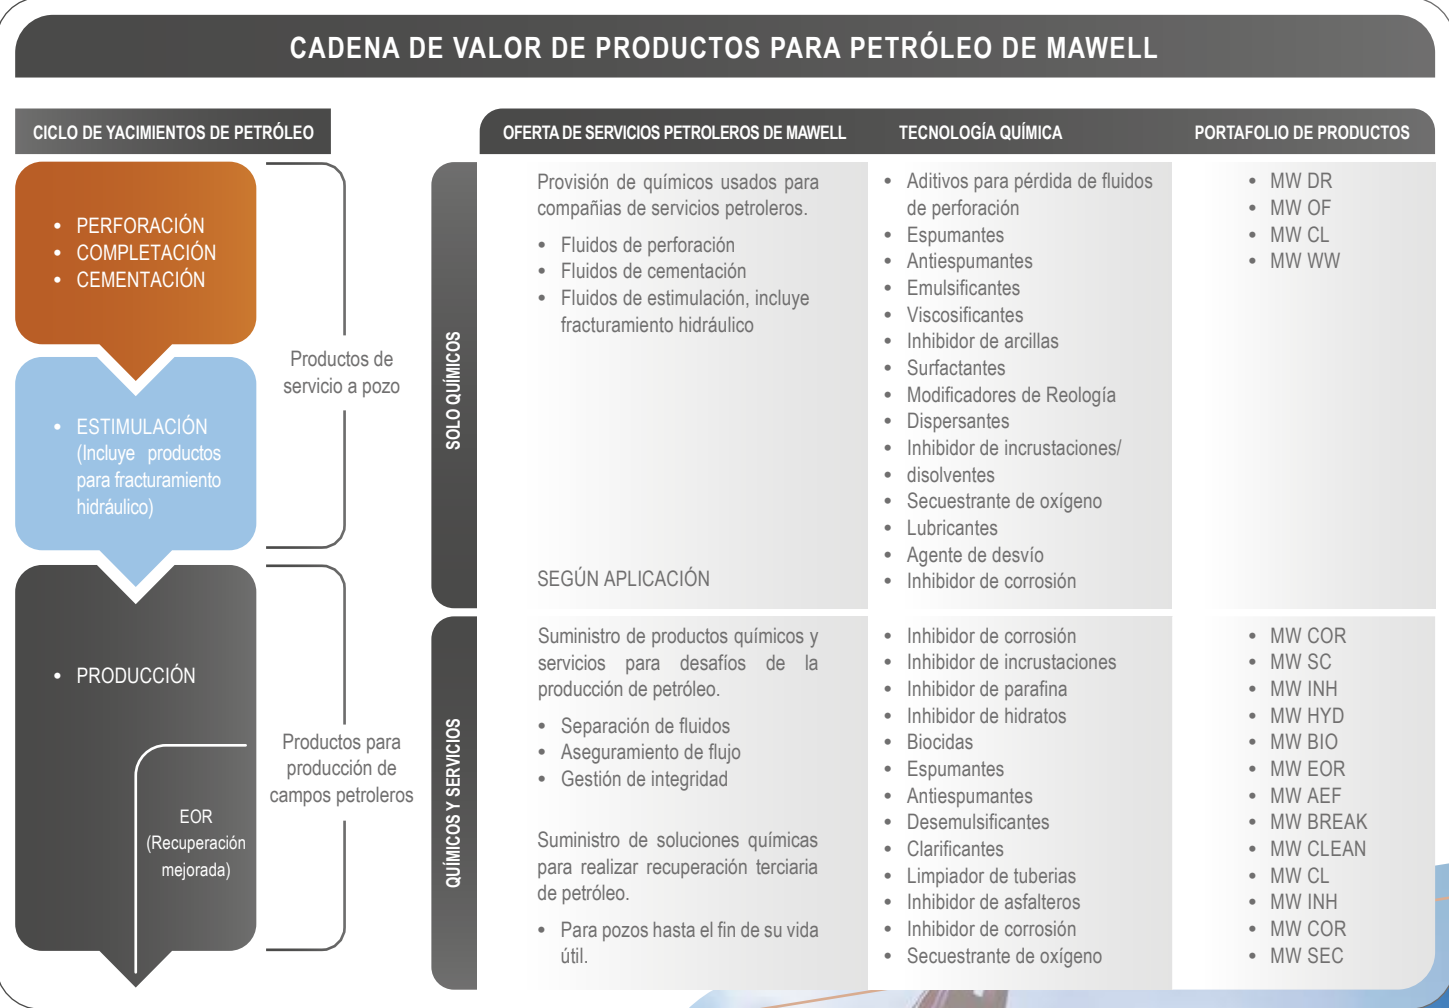 CADENA DE VALOR DE PRODUCTOS PARA PETRÓLEO DE MAWELL
CICLO DE YACIMIENTOS DE PETRÓLEO
• PERFORACIÓN
• COMPLETACIÓN
• CEMENTACIÓN
• ESTIMULACIÓN
(Incluye productos
para fracturamiento
hidráulico)
Productos de
servicio a pozo
• PRODUCCIÓN
EOR
(Recuperación
mejorada)
Productos para
producción de
campos petroleros
OFERTA DE SERVICIOS PETROLEROS DE MAWELL
TECNOLOGÍA QUÍMICA
PORTAFOLIO DE PRODUCTOS
SOLO QUÍMICOS
Provisión de químicos usados para
compañias de servicios petroleros.
• Fluidos de perforación
• Fluidos de cementación
• Fluidos de estimulación, incluye
fracturamiento hidráulico
SEGÚN APLICACIÓN
• Aditivos para pérdida de fluidos
de perforación
• Espumantes
• Antiespumantes
• Emulsificantes
• Viscosificantes
• Inhibidor de arcillas
• Surfactantes
• Modificadores de Reología
• Dispersantes
• Inhibidor de incrustaciones/
• disolventes
• Secuestrante de oxígeno
• Lubricantes
• Agente de desvío
• Inhibidor de corrosión
• MW DR
• MW OF
• MW CL
• MW WW
QUÍMICOS Y SERVICIOS
Suministro de productos químicos y
servicios para desafíos de la
producción de petróleo.
• Separación de fluidos
• Aseguramiento de flujo
• Gestión de integridad
Suministro de soluciones químicas
para realizar recuperación terciaria
de petróleo.
• Para pozos hasta el fin de su vida
útil.
• Inhibidor de corrosión
• Inhibidor de incrustaciones
• Inhibidor de parafina
• Inhibidor de hidratos
• Biocidas
• Espumantes
• Antiespumantes
• Desemulsificantes
• Clarificantes
• Limpiador de tuberias
• Inhibidor de asfalteros
• Inhibidor de corrosión
• Secuestrante de oxígeno
• MW COR
• MW SC
• MW INH
• MW HYD
• MW BIO
• MW EOR
• MW AEF
• MW BREAK
• MW CLEAN
• MW CL
• MW INH
• MW COR
• MW SEC